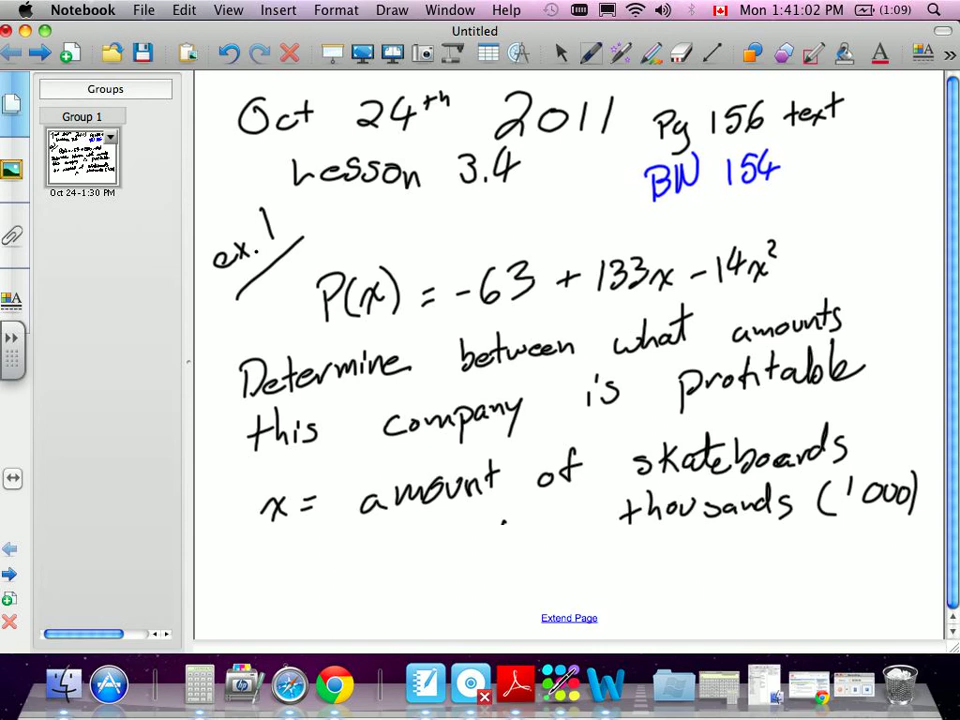 Notebook File Edit View Insert Format Draw Window Help Mon 1:41:02 PM (1:09)
Untitled
Groups
Group 1
Oct 24-1:30 PM
Oct 24th 2011 Pg 156 text
Lesson 3.4 BW 154
ex.1
P(x) = -63 + 133x - 14x²
Determine between what amounts
this company is profitable
x = amount of skateboards
thousands (1000)
Extend Page